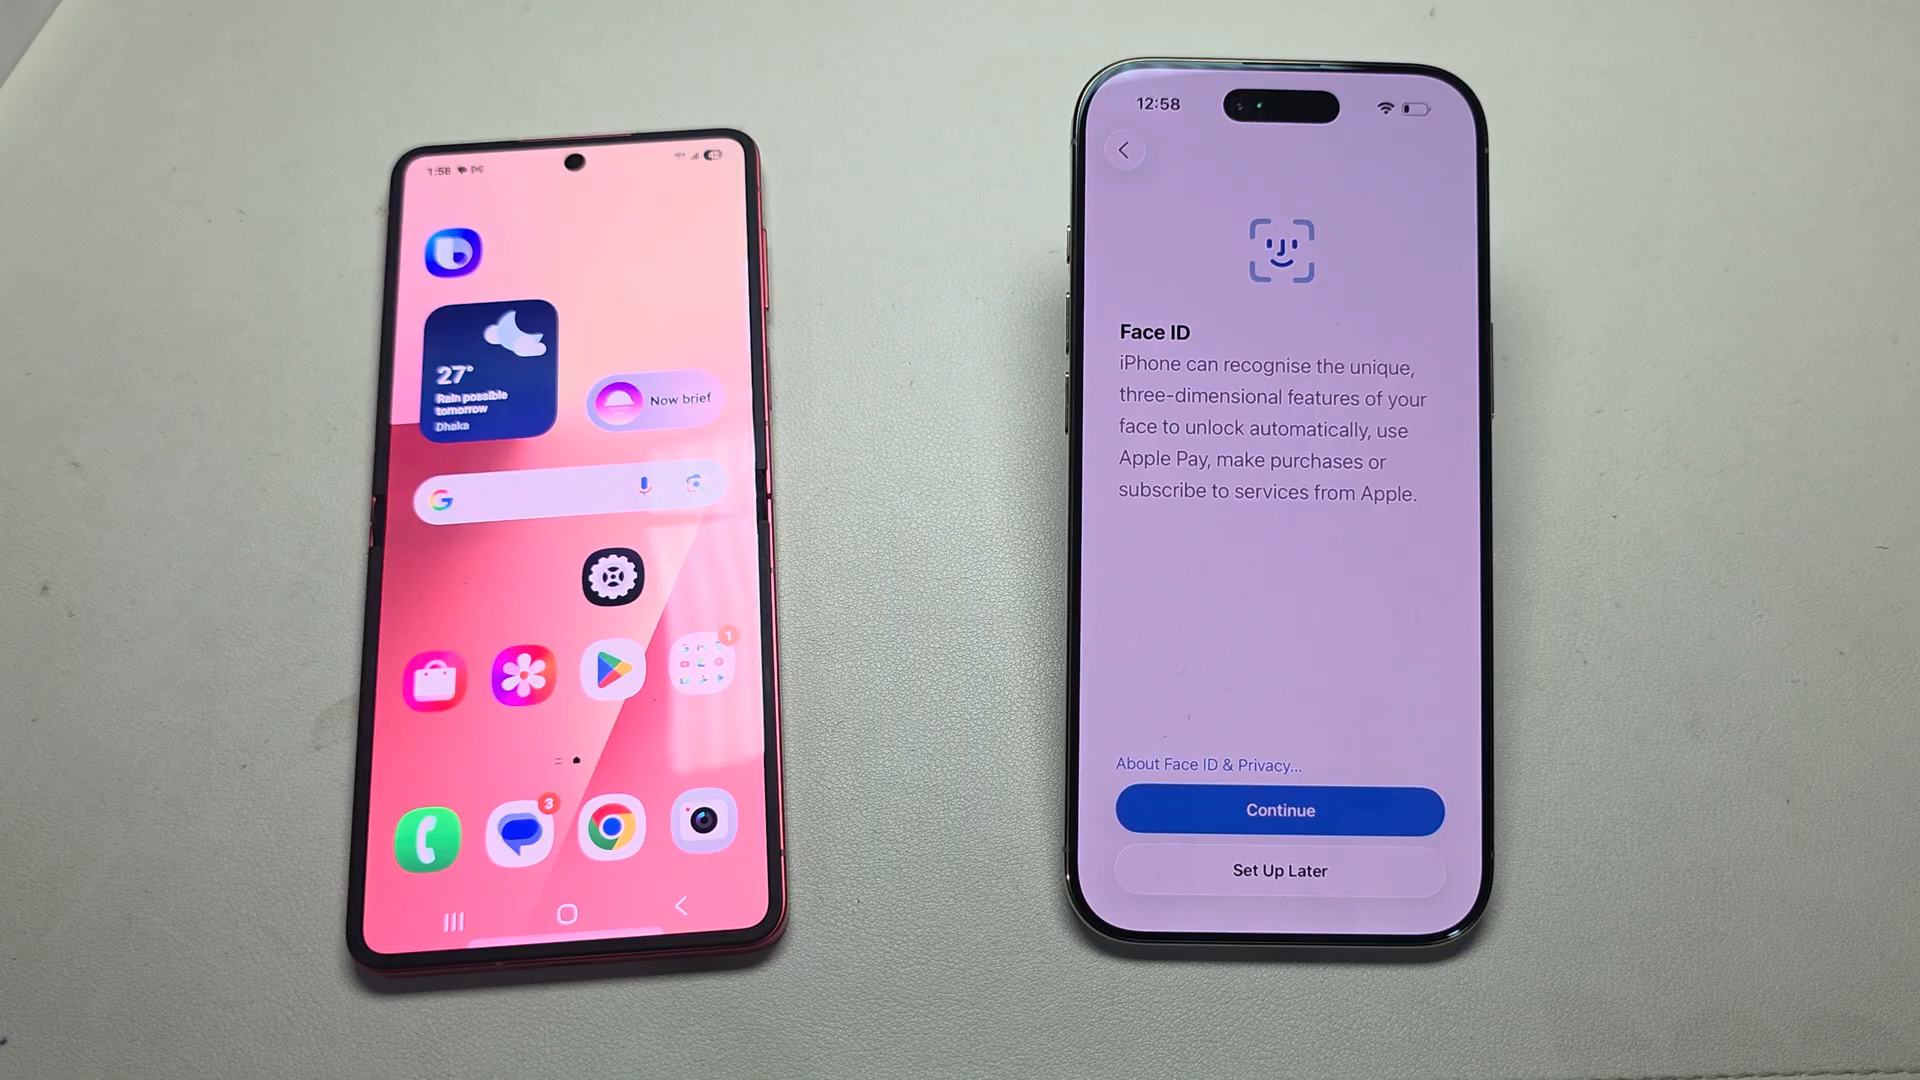 1:58
27°
Rain possible
tomorrow
Dhaka
Now brief
1
3
12:58
Face ID
iPhone can recognise the unique,
three-dimensional features of your
face to unlock automatically, use
Apple Pay, make purchases or
subscribe to services from Apple.
About Face ID & Privacy...
Continue
Set Up Later